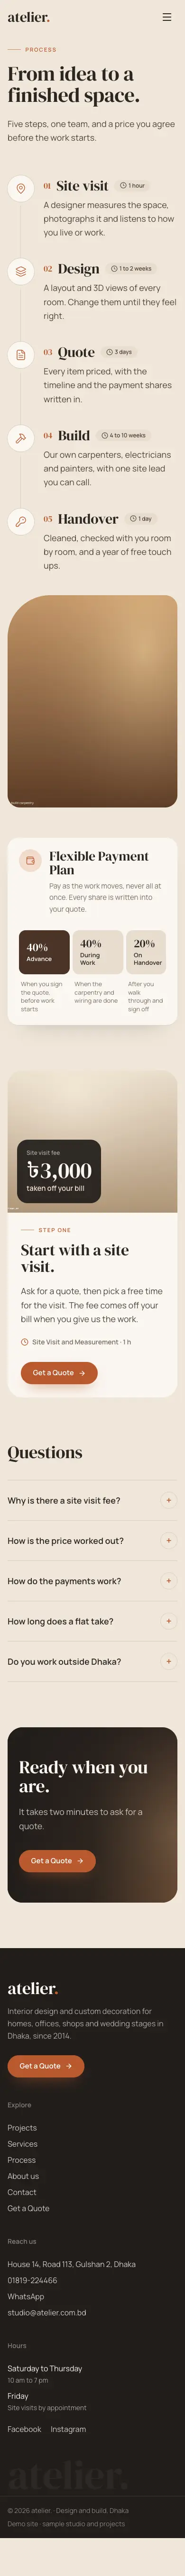 atelier.
PROCESS
From idea to a
finished space.
Five steps, one team, and a price you agree
before the work starts.
01 Site visit 1 hour
A designer measures the space,
photographs it and listens to how
you live or work.
02 Design 1 to 2 weeks
A layout and 3D views of every
room. Change them until they feel
right.
03 Quote 3 days
Every item priced, with the
timeline and the payment shares
written in.
04 Build 4 to 10 weeks
Our own carpenters, electricians
and painters, with one site lead
you can call.
05 Handover 1 day
Cleaned, checked with you room
by room, and a year of free touch
ups.
Flexible Payment
Plan
Pay as the work moves, never all at
once. Every share is written into
your quote.
40%
Advance
When you sign
the quote,
before work
starts
40%
During
Work
When the
carpentry and
wiring are done
20%
On
Handover
After you
walk
through and
sign off
Site visit fee
৳3,000
taken off your bill
STEP ONE
Start with a site
visit.
Ask for a quote, then pick a free time
for the visit. The fee comes off your
bill when you give us the work.
Site Visit and Measurement · 1 h
Get a Quote →
Questions
Why is there a site visit fee? +
How is the price worked out? +
How do the payments work? +
How long does a flat take? +
Do you work outside Dhaka? +
Ready when you
are.
It takes two minutes to ask for a
quote.
Get a Quote →
atelier.
Interior design and custom decoration for
homes, offices, shops and wedding stages in
Dhaka, since 2014.
Get a Quote →
Explore
Projects
Services
Process
About us
Contact
Get a Quote
Reach us
House 14, Road 113, Gulshan 2, Dhaka
01819-224466
WhatsApp
studio@atelier.com.bd
Hours
Saturday to Thursday
10 am to 7 pm
Friday
Site visits by appointment
Facebook Instagram
atelier.
© 2026 atelier. · Design and build, Dhaka
Demo site · sample studio and projects